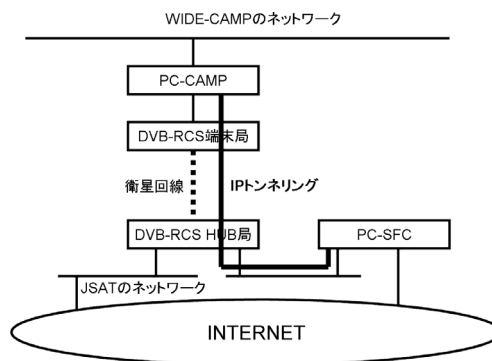 WIDE-CAMPのネットワーク
PC-CAMP
DVB-RCS端末局
衛星回線
IPトンネリング
DVB-RCS HUB局
PC-SFC
JSATのネットワーク
INTERNET